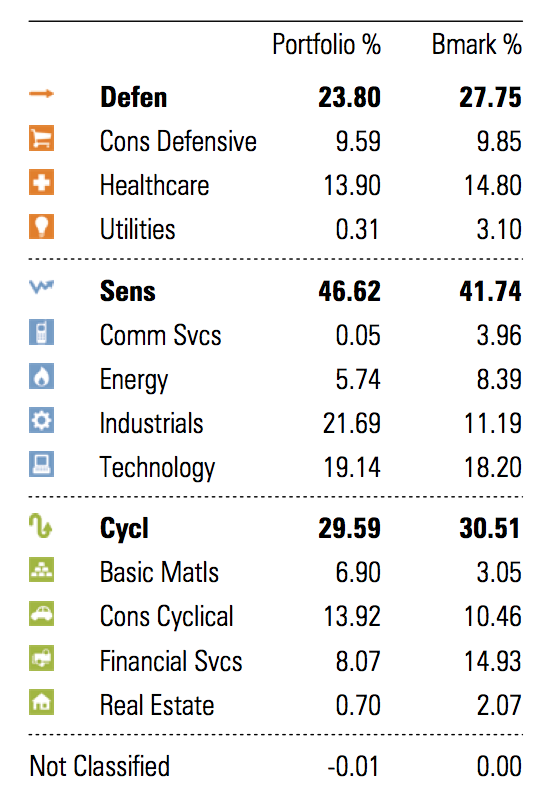 Portfolio % Bmark %
Defen 23.80 27.75
Cons Defensive 9.59 9.85
Healthcare 13.90 14.80
Utilities 0.31 3.10
Sens 46.62 41.74
Comm Svcs 0.05 3.96
Energy 5.74 8.39
Industrials 21.69 11.19
Technology 19.14 18.20
Cycl 29.59 30.51
Basic Matls 6.90 3.05
Cons Cyclical 13.92 10.46
Financial Svcs 8.07 14.93
Real Estate 0.70 2.07
Not Classified -0.01 0.00